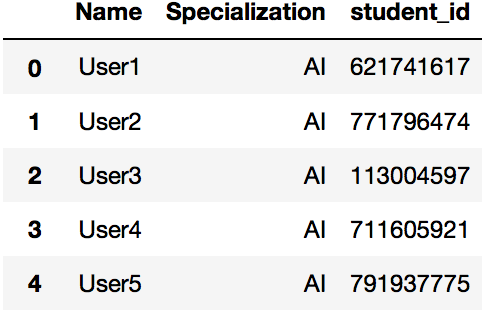 Name Specialization student_id
0 User1 AI 621741617
1 User2 AI 771796474
2 User3 AI 113004597
3 User4 AI 711605921
4 User5 AI 791937775